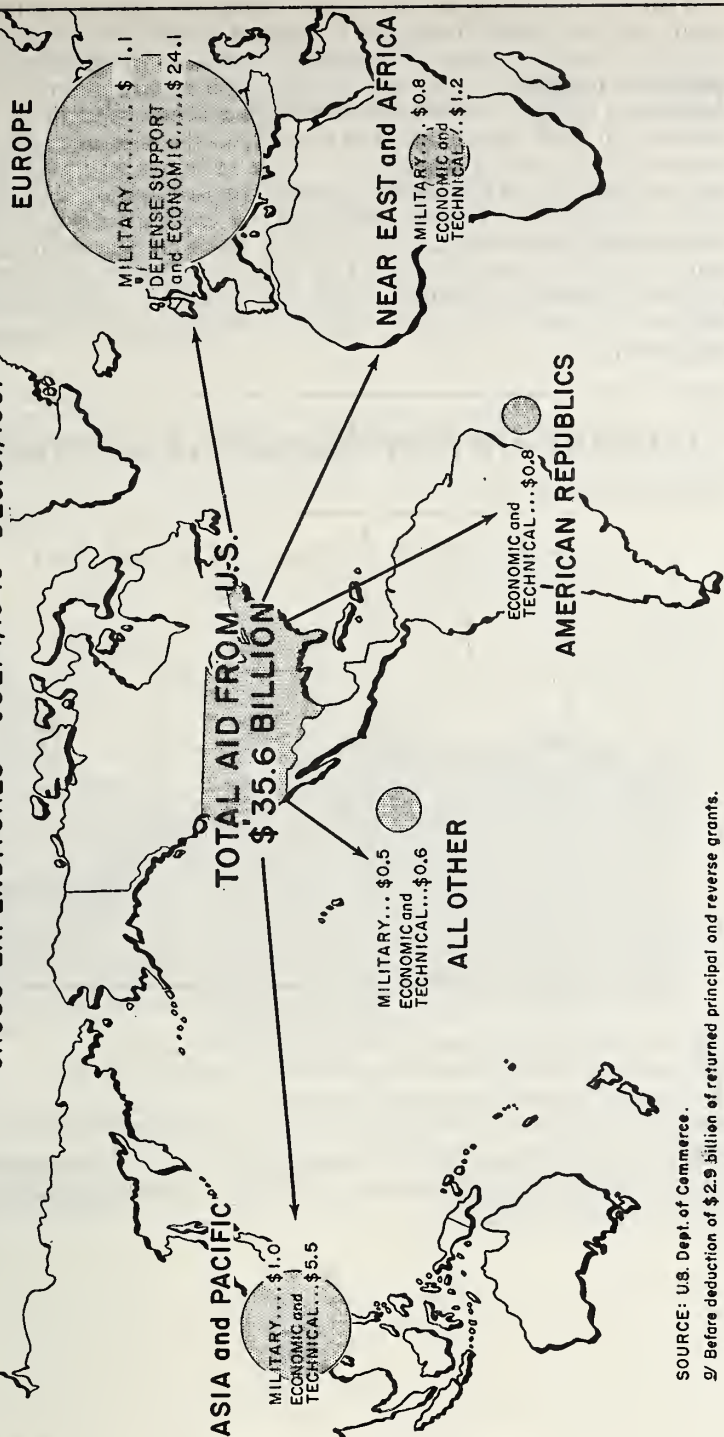 GROSS EXPENDITURES
TOTAL AID FROM U.S.
$35.6 BILLION
EUROPE
MILITARY........$ 1.1
DEFENSE SUPPORT
and ECONOMIC.....$24.1
ASIA and PACIFIC
MILITARY.....$1.0
ECONOMIC and
TECHNICAL...$5.5
NEAR EAST and AFRICA
MILITARY.... $0.8
ECONOMIC and
TECHNICAL...$1.2
MILITARY... $0.5
ECONOMIC and
TECHNICAL...$0.6
ALL OTHER
ECONOMIC and
TECHNICAL...$0.8
AMERICAN REPUBLICS
SOURCE: U.S. Dept. of Commerce.
Before deduction of $2.9 billion of returned principal and reverse grants.